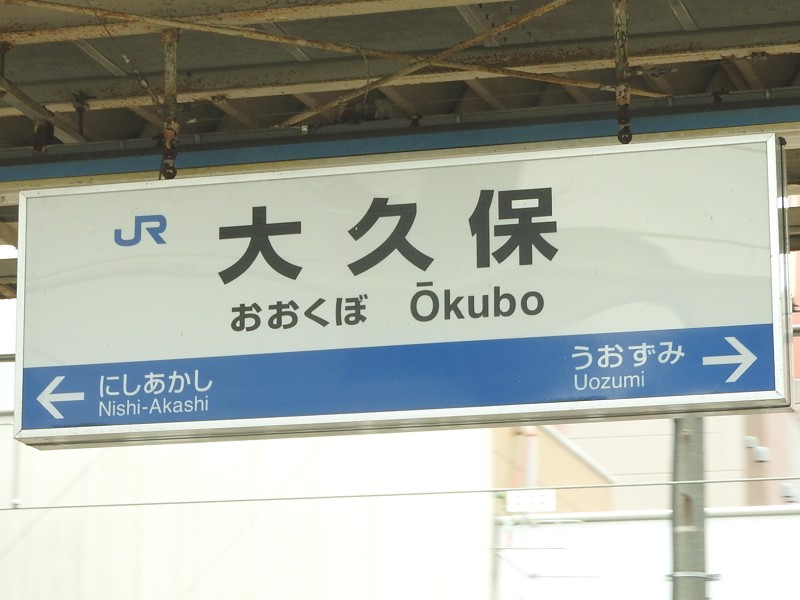 JR 大久保
おおくぼ Ōkubo
← にしあかし
Nishi-Akashi
うおずみ →
Uozumi